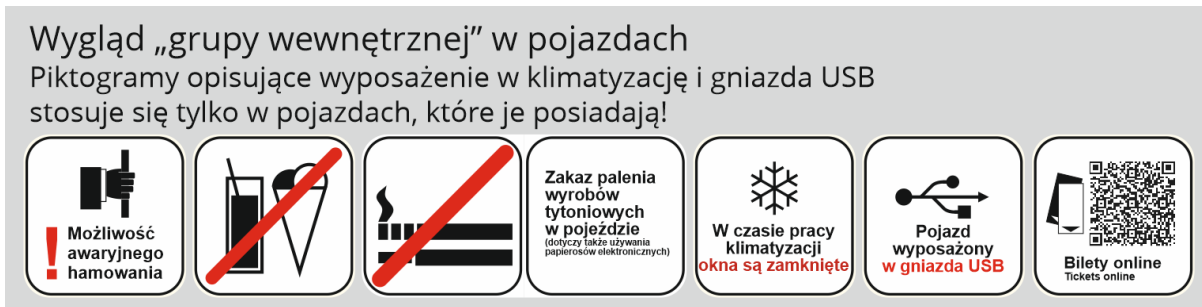 Wygląd „grupy wewnętrznej” w pojazdach
Piktogramy opisujące wyposażenie w klimatyzację i gniazda USB
stosuje się tylko w pojazdach, które je posiadają!
! Możliwość
awaryjnego
hamowania
Zakaz palenia
wyrobów
tytoniowych
w pojeździe
(dotyczy także używania
papierosów elektronicznych)
W czasie pracy
klimatyzacji
okna są zamknięte
Pojazd
wyposażony
w gniazda USB
Bilety online
Tickets online